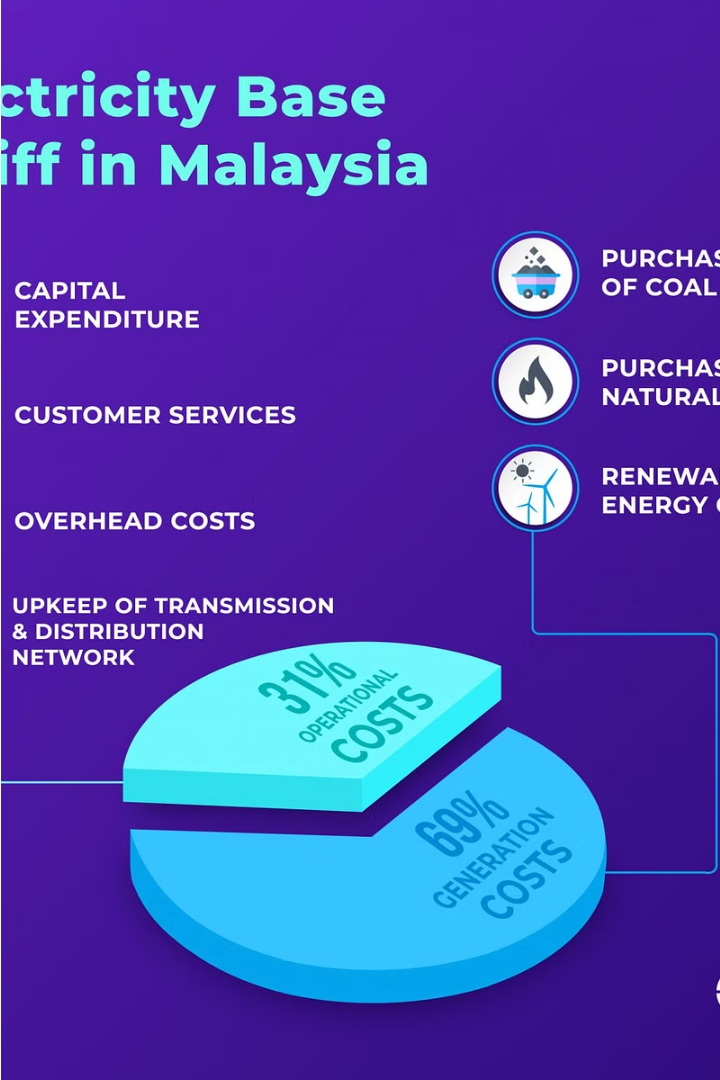 ctricity Base
iff in Malaysia
CAPITAL
EXPENDITURE
CUSTOMER SERVICES
OVERHEAD COSTS
UPKEEP OF TRANSMISSION
& DISTRIBUTION
NETWORK
PURCHAS
OF COAL
PURCHAS
NATURAL
RENEWA
ENERGY
31%
OPERATIONAL
COSTS
69%
GENERATION
COSTS